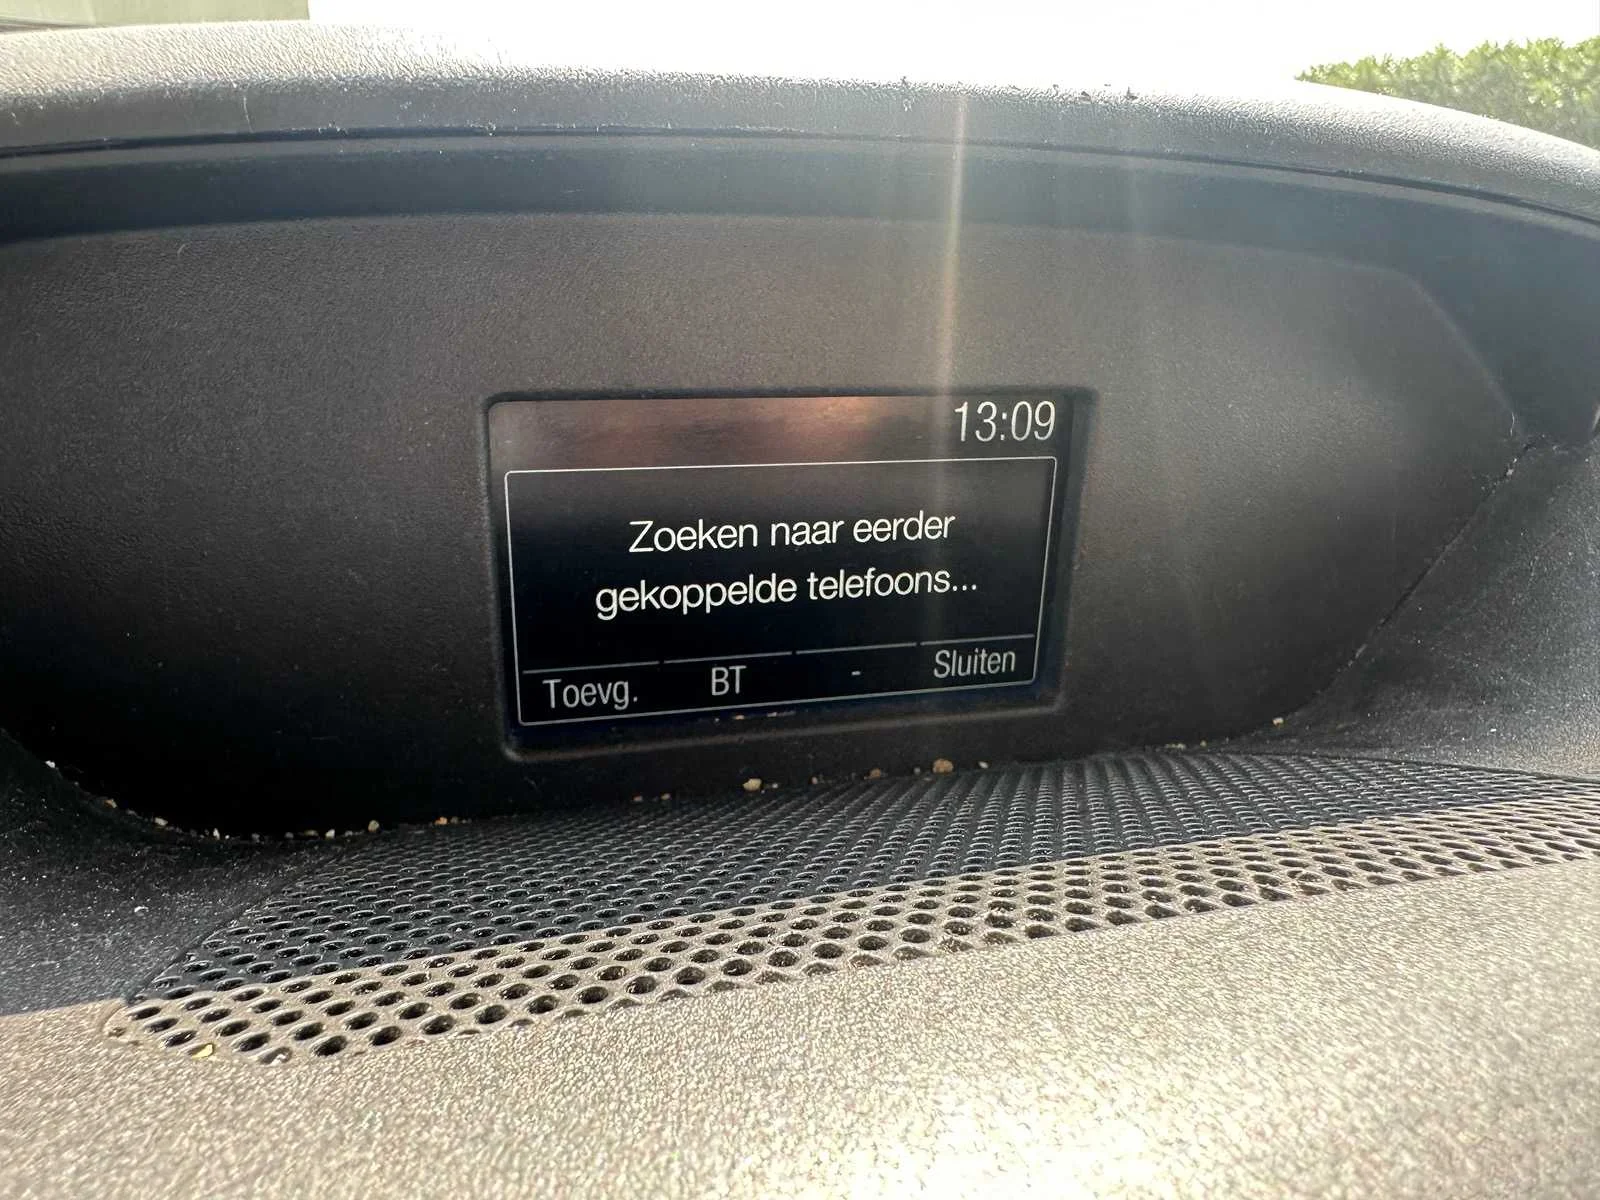 13:09
Zoeken naar eerder
gekoppelde telefoons...
Toevg. BT - Sluiten